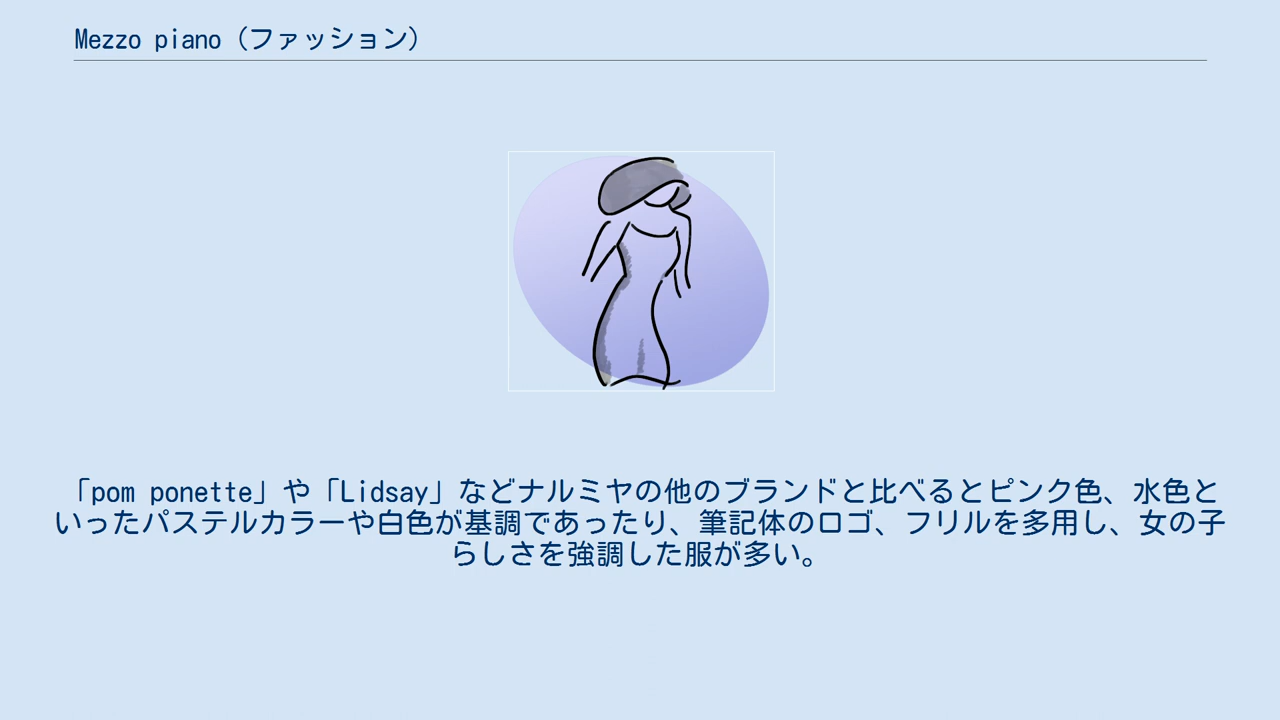 Mezzo piano（ファッション）
「pom ponette」や「Lidsay」などナルミヤの他のブランドと比べるとピンク色、水色と
いったパステルカラーや白色が基調であったり、筆記体のロゴ、フリルを多用し、女の子
らしさを強調した服が多い。